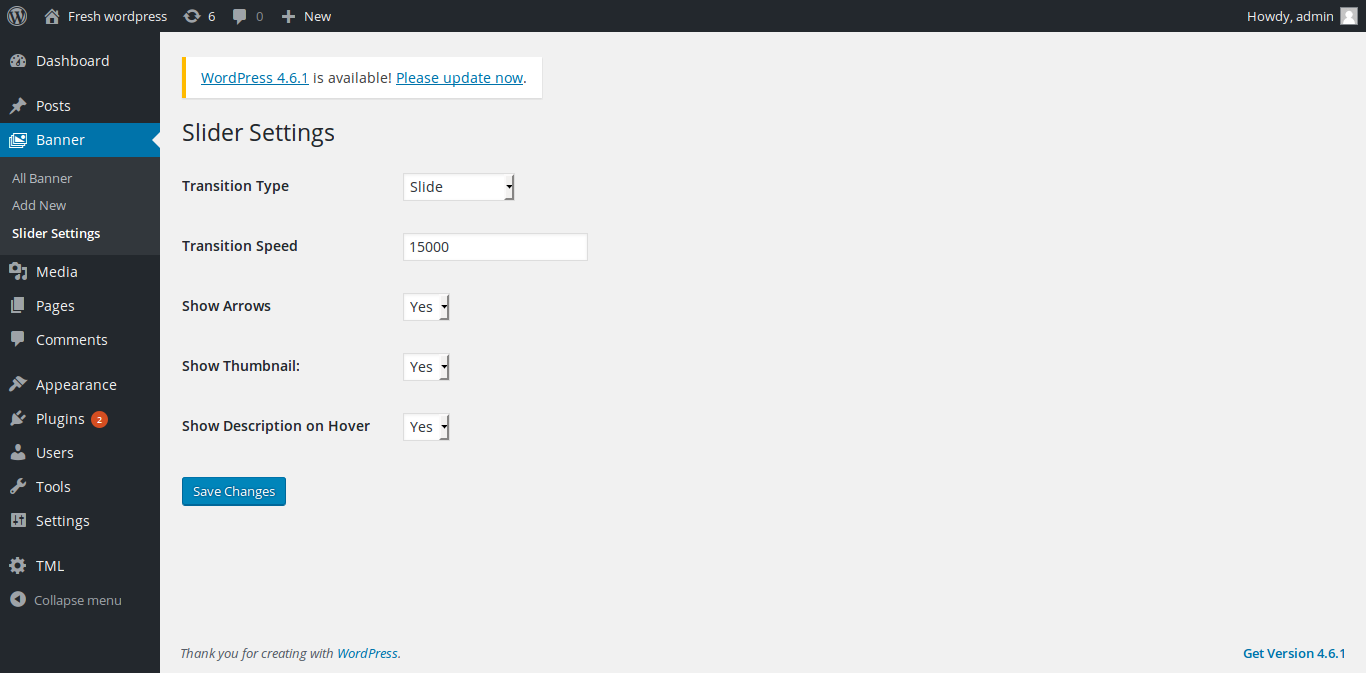 Fresh wordpress 6 0 New Howdy, admin
Dashboard
Posts
Banner
All Banner
Add New
Slider Settings
Media
Pages
Comments
Appearance
Plugins 2
Users
Tools
Settings
TML
Collapse menu
WordPress 4.6.1 is available! Please update now.
Slider Settings
Transition Type Slide
Transition Speed 15000
Show Arrows Yes
Show Thumbnail: Yes
Show Description on Hover Yes
Save Changes
Thank you for creating with WordPress. Get Version 4.6.1